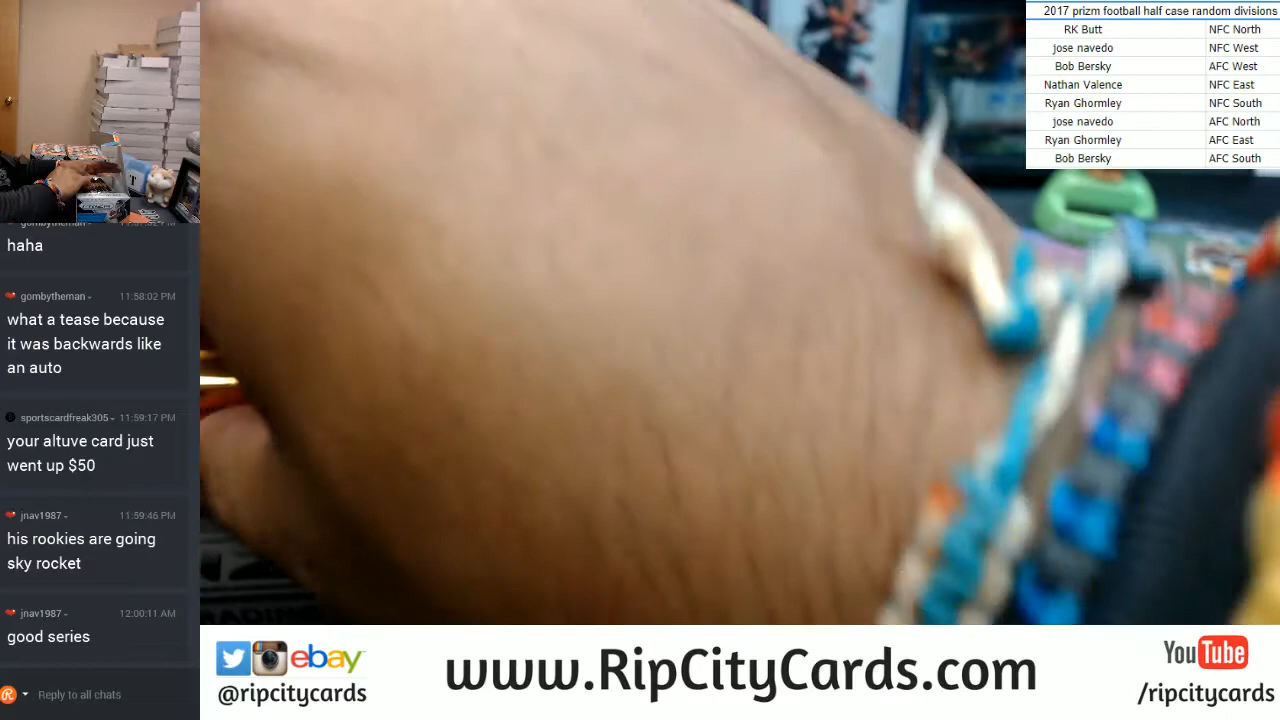 2017 prizm football half case random divisions
RK Butt NFC North
jose navedo NFC West
Bob Bersky AFC West
Nathan Valence NFC East
Ryan Ghormley NFC South
jose navedo AFC North
Ryan Ghormley AFC East
Bob Bersky AFC South
haha
gombytheman 11:58:02 PM
what a tease because
it was backwards like
an auto
sportscardfreak305 11:59:17 PM
your altuve card just
went up $50
jnav1987 11:59:46 PM
his rookies are going
sky rocket
jnav1987 12:00:11 AM
good series
Reply to all chats
ebay
@ripcitycards
www.RipCityCards.com
YouTube
/ripcitycards